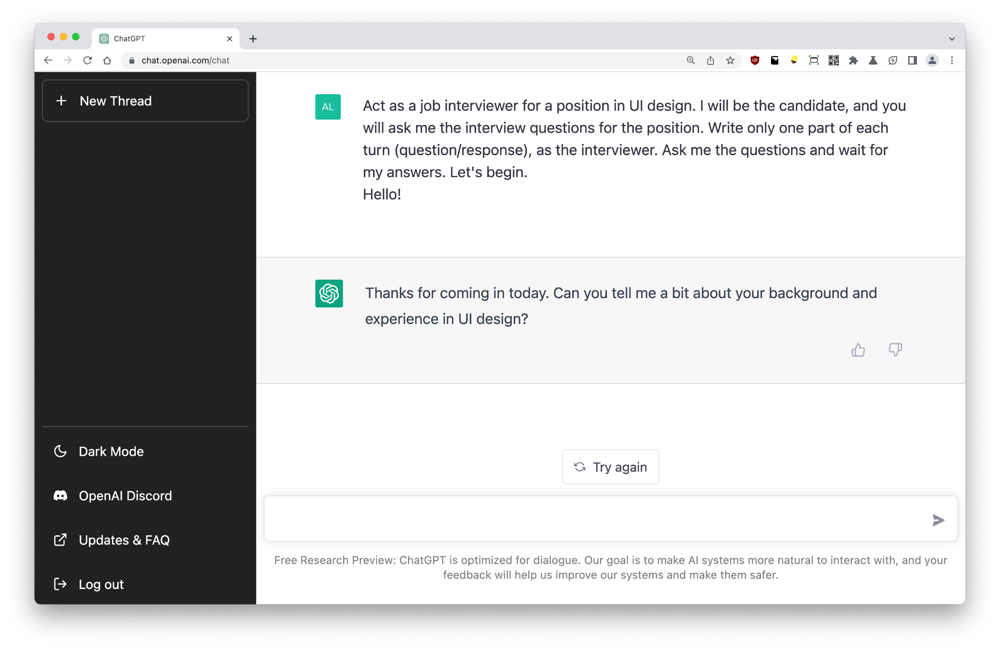 ChatGPT
chat.openai.com/chat
New Thread
AL
Act as a job interviewer for a position in UI design. I will be the candidate, and you
will ask me the interview questions for the position. Write only one part of each
turn (question/response), as the interviewer. Ask me the questions and wait for
my answers. Let's begin.
Hello!
Thanks for coming in today. Can you tell me a bit about your background and
experience in UI design?
Try again
Dark Mode
OpenAI Discord
Updates & FAQ
Log out
Free Research Preview: ChatGPT is optimized for dialogue. Our goal is to make AI systems more natural to interact with, and your
feedback will help us improve our systems and make them safer.